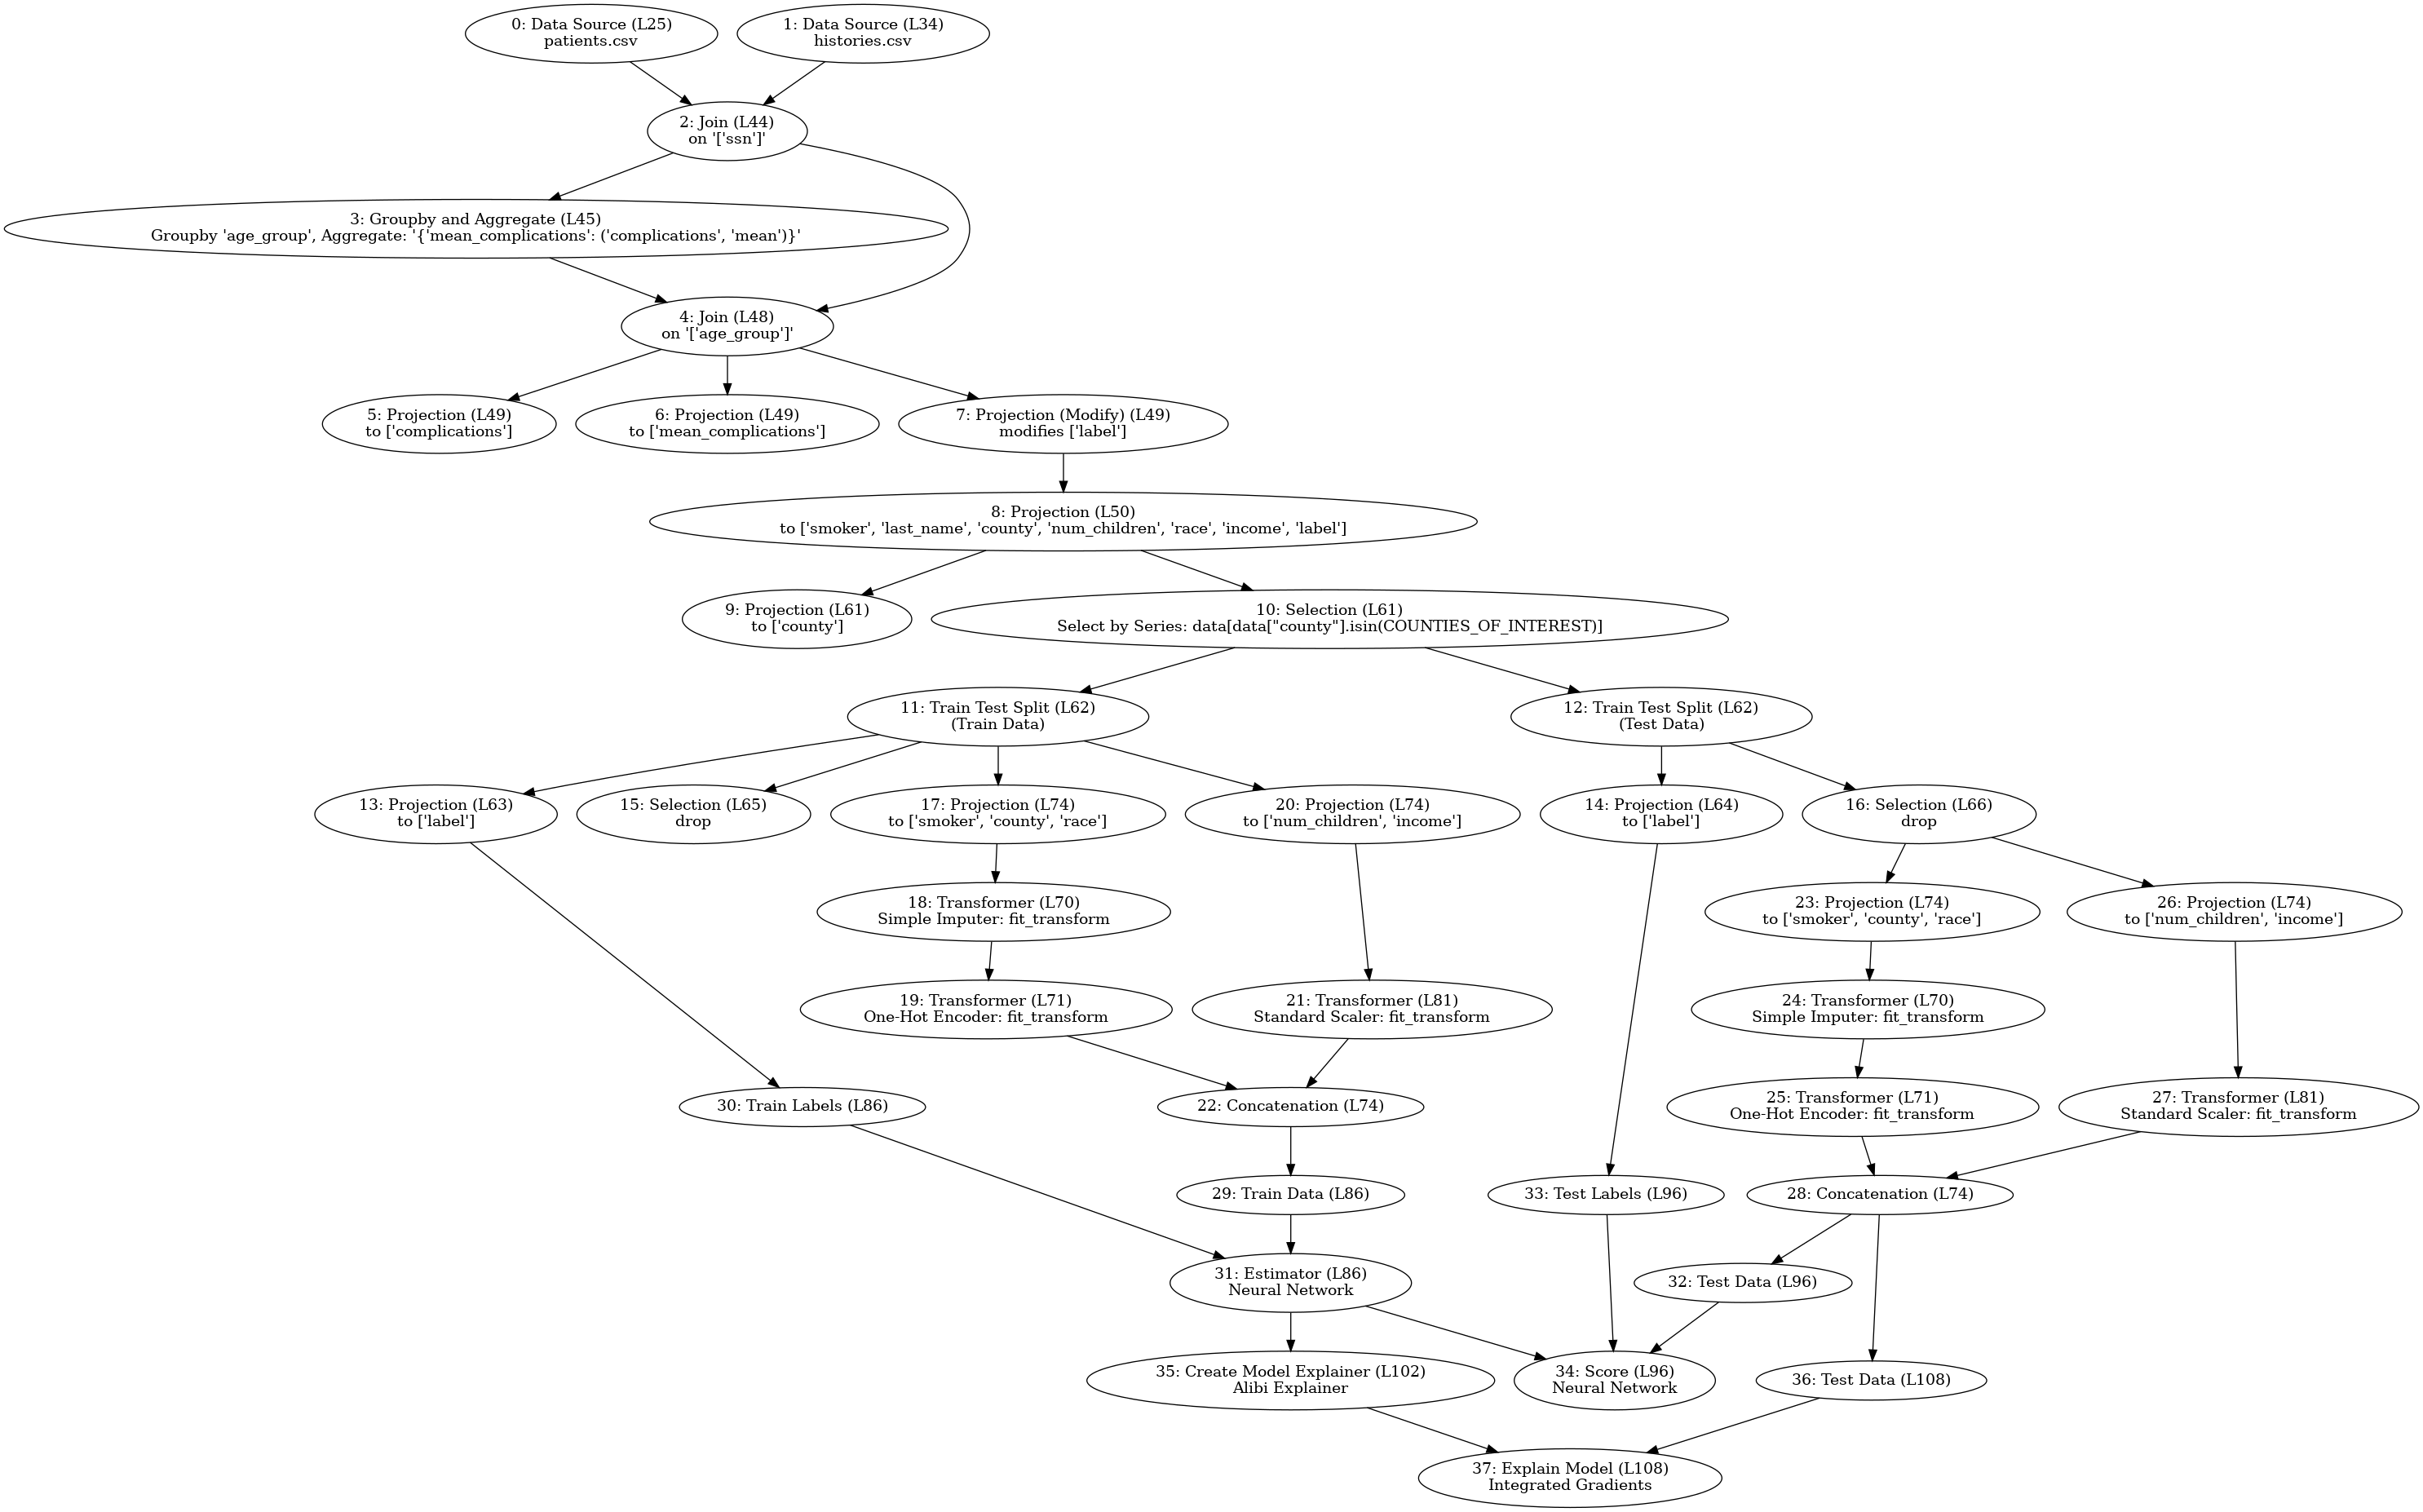 0: Data Source (L25)
patients.csv
1: Data Source (L34)
histories.csv
2: Join (L44)
on '['ssn']'
3: Groupby and Aggregate (L45)
Groupby 'age_group', Aggregate: '{'mean_complications': ('complications', 'mean')}'
4: Join (L48)
on '['age_group']'
5: Projection (L49)
to ['complications']
6: Projection (L49)
to ['mean_complications']
7: Projection (Modify) (L49)
modifies ['label']
8: Projection (L50)
to ['smoker', 'last_name', 'county', 'num_children', 'race', 'income', 'label']
9: Projection (L61)
to ['county']
10: Selection (L61)
Select by Series: data[data["county"].isin(COUNTIES_OF_INTEREST)]
11: Train Test Split (L62)
(Train Data)
12: Train Test Split (L62)
(Test Data)
13: Projection (L63)
to ['label']
15: Selection (L65)
drop
17: Projection (L74)
to ['smoker', 'county', 'race']
20: Projection (L74)
to ['num_children', 'income']
14: Projection (L64)
to ['label']
16: Selection (L66)
drop
18: Transformer (L70)
Simple Imputer: fit_transform
23: Projection (L74)
to ['smoker', 'county', 'race']
26: Projection (L74)
to ['num_children', 'income']
19: Transformer (L71)
One-Hot Encoder: fit_transform
21: Transformer (L81)
Standard Scaler: fit_transform
24: Transformer (L70)
Simple Imputer: fit_transform
30: Train Labels (L86)
22: Concatenation (L74)
25: Transformer (L71)
One-Hot Encoder: fit_transform
27: Transformer (L81)
Standard Scaler: fit_transform
29: Train Data (L86)
33: Test Labels (L96)
28: Concatenation (L74)
31: Estimator (L86)
Neural Network
32: Test Data (L96)
35: Create Model Explainer (L102)
Alibi Explainer
34: Score (L96)
Neural Network
36: Test Data (L108)
37: Explain Model (L108)
Integrated Gradients